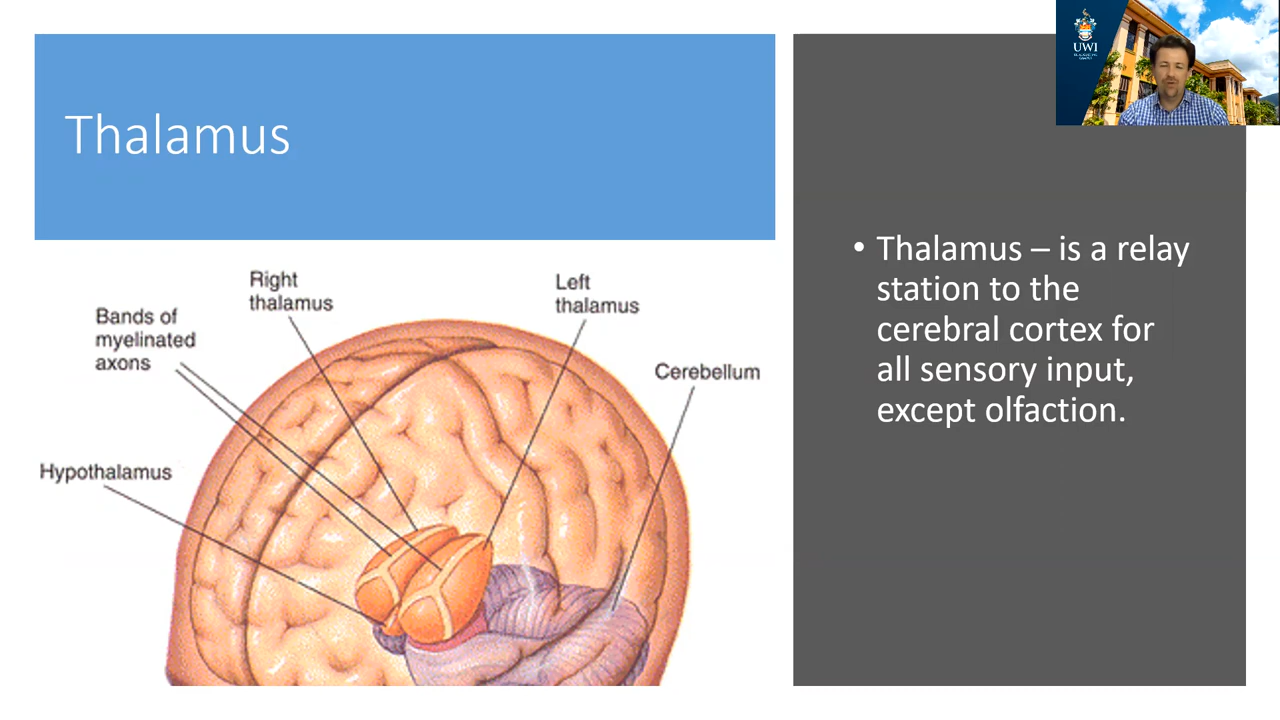 Thalamus
Right
thalamus
Left
thalamus
Bands of
myelinated
axons
Cerebellum
Hypothalamus
UWI
• Thalamus – is a relay
station to the
cerebral cortex for
all sensory input,
except olfaction.